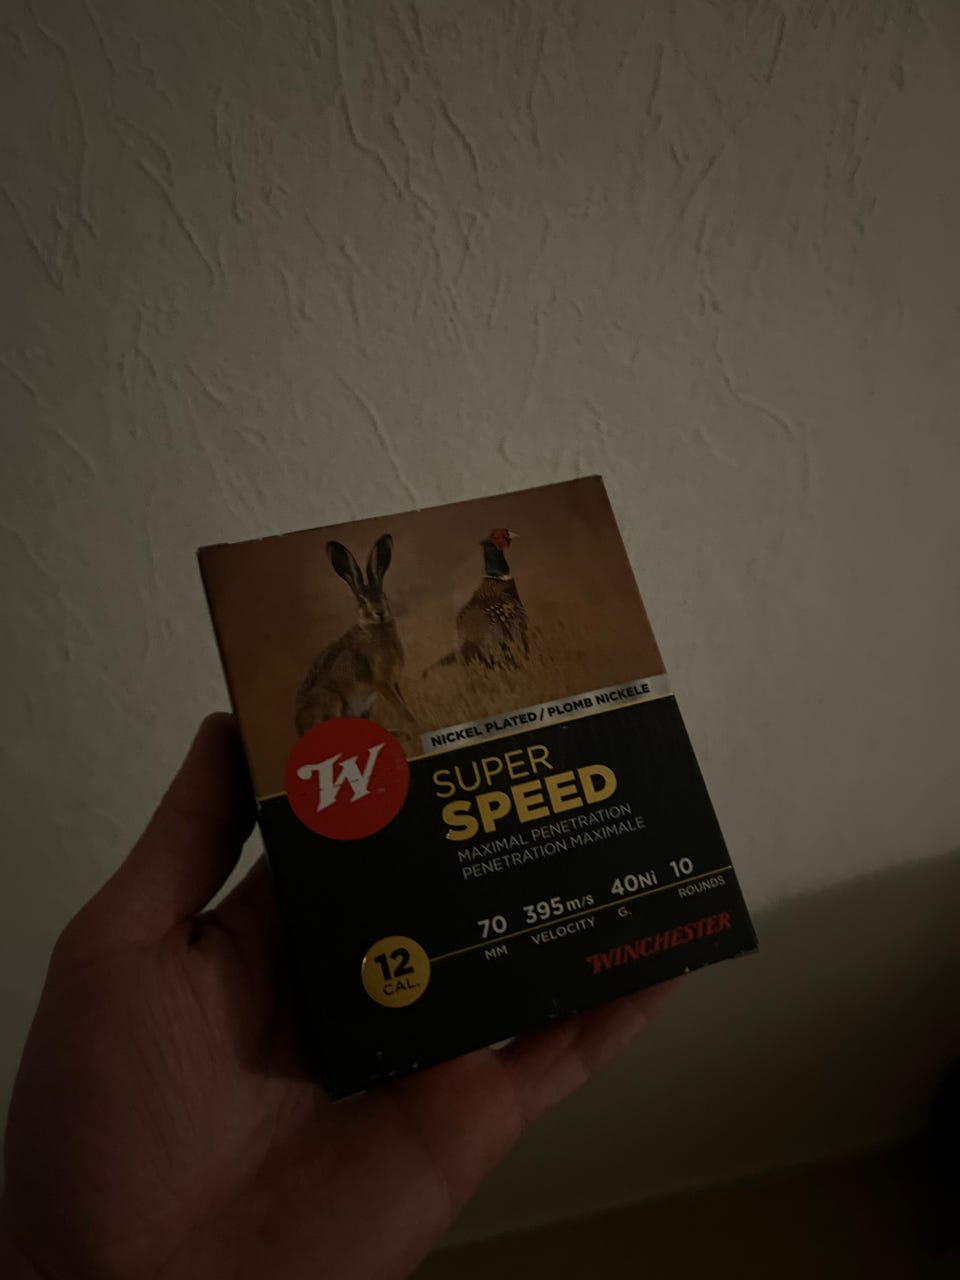 NICKEL PLATED / PLOMB NICKELE
W
SUPER
SPEED
MAXIMAL PENETRATION
PENETRATION MAXIMALE
70 395 m/s 40Ni 10
MM VELOCITY G. ROUNDS
12
CAL.
WINCHESTER